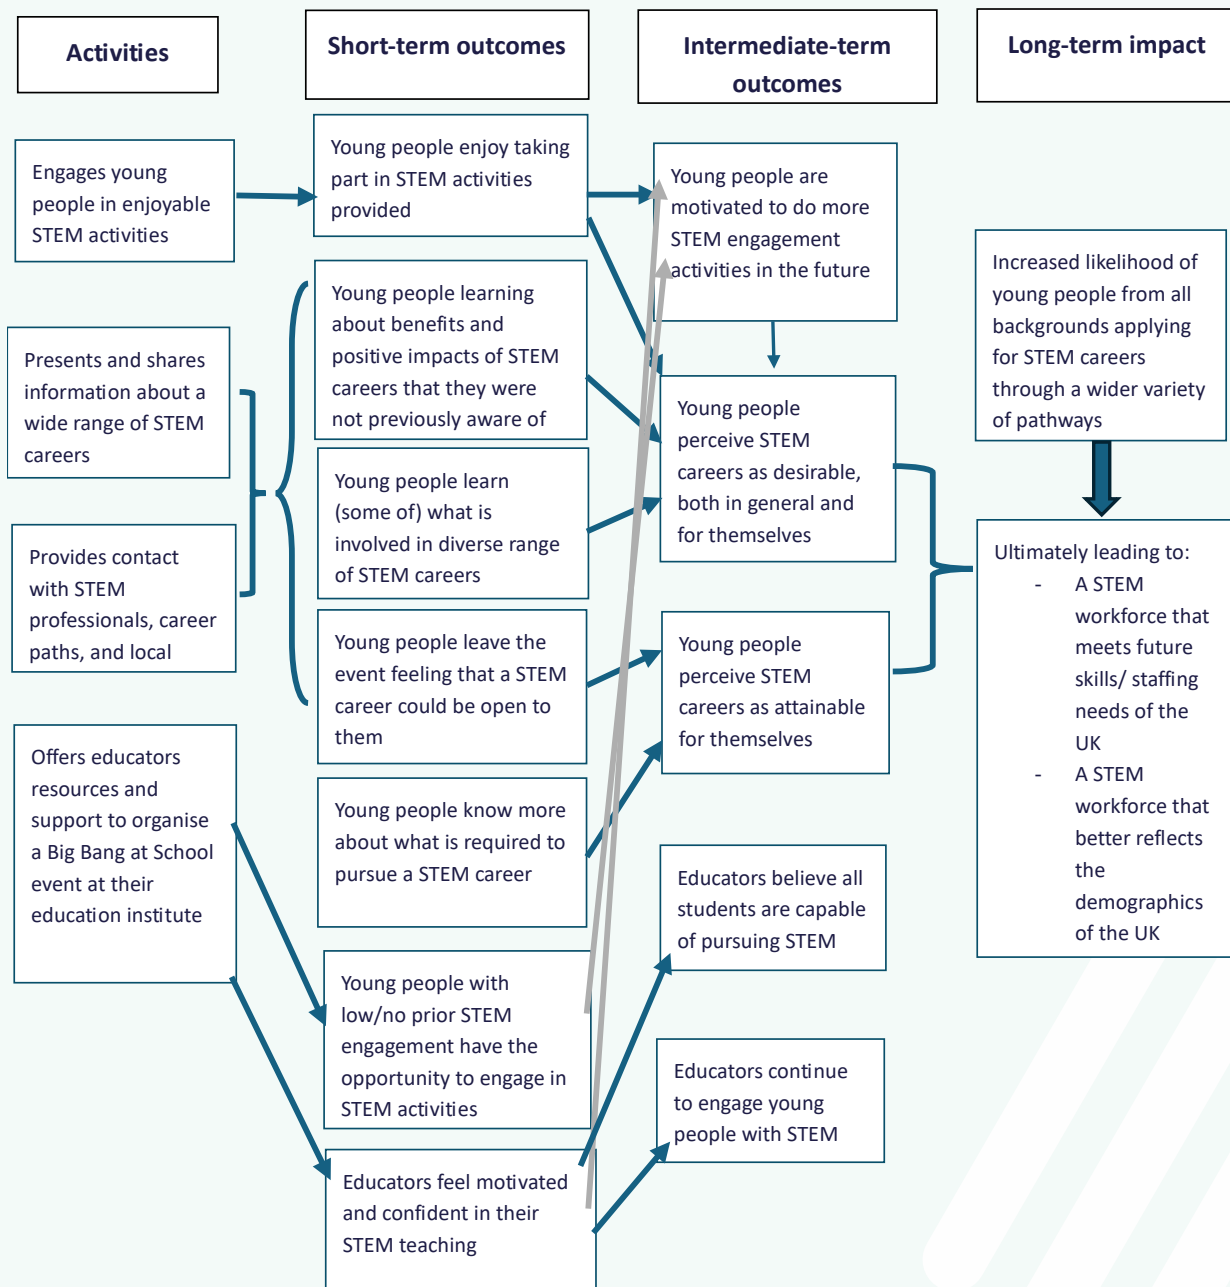 Activities
Short-term outcomes
Intermediate-term
outcomes
Long-term impact
Engages young
people in enjoyable
STEM activities
Presents and shares
information about a
wide range of STEM
careers
Provides contact
with STEM
professionals, career
paths, and local
Offers educators
resources and
support to organise
a Big Bang at School
event at their
education institute
Young people enjoy taking
part in STEM activities
provided
Young people learning
about benefits and
positive impacts of STEM
careers that they were
not previously aware of
Young people learn
(some of) what is
involved in diverse range
of STEM careers
Young people leave the
event feeling that a STEM
career could be open to
them
Young people know more
about what is required to
pursue a STEM career
Young people with
low/no prior STEM
engagement have the
opportunity to engage in
STEM activities
Educators feel motivated
and confident in their
STEM teaching
Young people are
motivated to do more
STEM engagement
activities in the future
Young people
perceive STEM
careers as desirable,
both in general and
for themselves
Young people
perceive STEM
careers as attainable
for themselves
Educators believe all
students are capable
of pursuing STEM
Educators continue
to engage young
people with STEM
Increased likelihood of
young people from all
backgrounds applying
for STEM careers
through a wider variety
of pathways
Ultimately leading to:
- A STEM
workforce that
meets future
skills/ staffing
needs of the
UK
- A STEM
workforce that
better reflects
the
demographics
of the UK